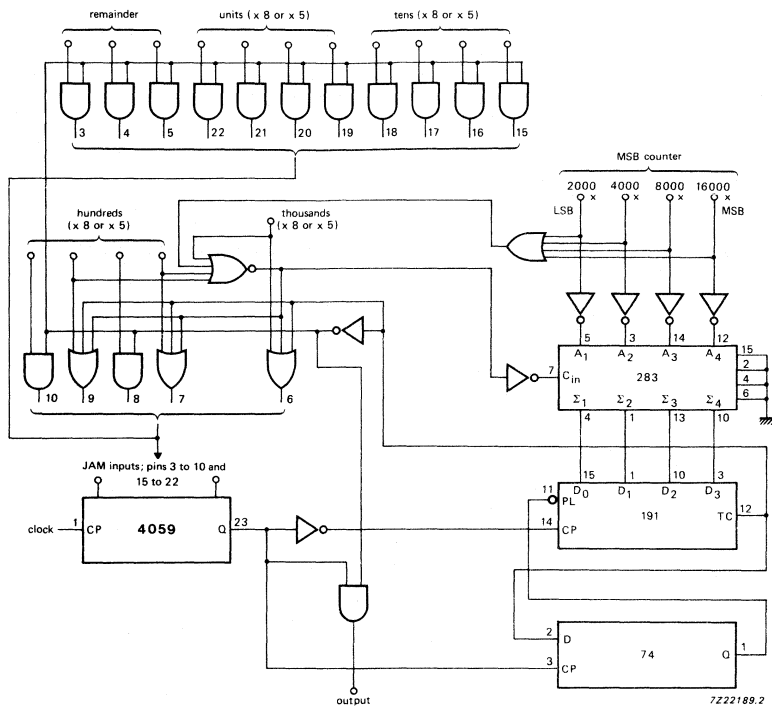 remainder
units (x 8 or x 5)
tens (x 8 or x 5)
3 4 5 22 21 20 19 18 17 16 15
MSB counter
2000 x 4000 x 8000 x 16000 x
LSB MSB
hundreds
(x 8 or x 5)
thousands
(x 8 or x 5)
5 3 14 12
A1 A2 A3 A4
15
2
4
6
7 Cin
283
Σ1 Σ2 Σ3 Σ4
4 1 13 10
10 9 8 7 6
JAM inputs; pins 3 to 10 and
15 to 22
15 1 10 3
D0 D1 D2 D3
11 PL
191
TC 12
14 CP
clock 1 CP 4059 Q 23
2 D
74
Q 1
3 CP
output
7Z22189.2